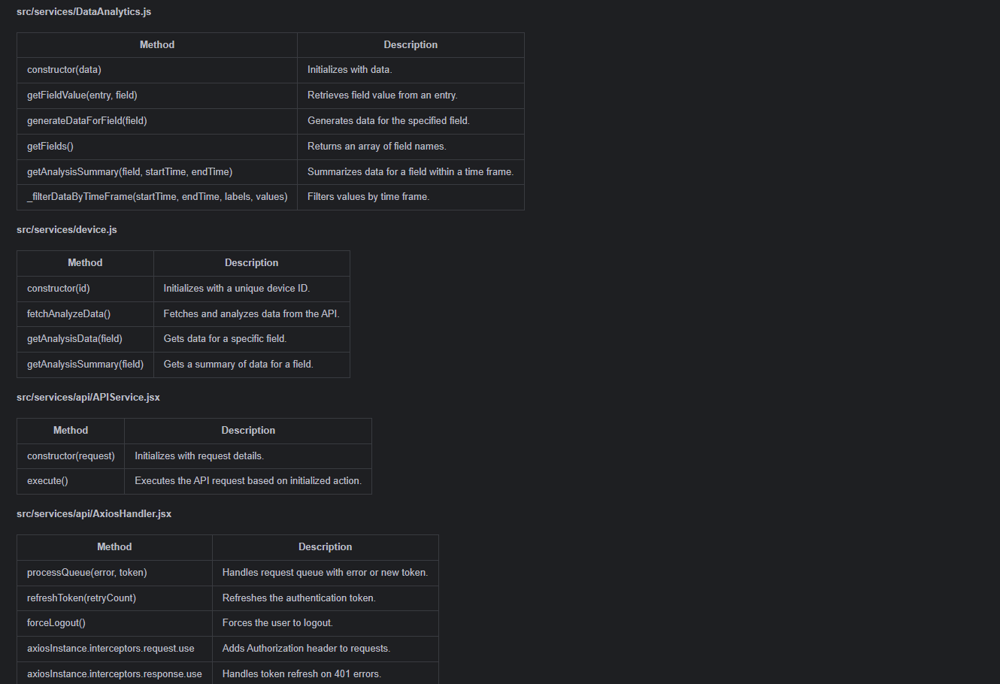 src/services/DataAnalytics.js
Method Description
constructor(data) Initializes with data.
getFieldValue(entry, field) Retrieves field value from an entry.
generateDataForField(field) Generates data for the specified field.
getFields() Returns an array of field names.
getAnalysisSummary(field, startTime, endTime) Summarizes data for a field within a time frame.
_filterDataByTimeFrame(startTime, endTime, labels, values) Filters values by time frame.
src/services/device.js
Method Description
constructor(id) Initializes with a unique device ID.
fetchAnalyzeData() Fetches and analyzes data from the API.
getAnalysisData(field) Gets data for a specific field.
getAnalysisSummary(field) Gets a summary of data for a field.
src/services/api/APIService.jsx
Method Description
constructor(request) Initializes with request details.
execute() Executes the API request based on initialized action.
src/services/api/AxiosHandler.jsx
Method Description
processQueue(error, token) Handles request queue with error or new token.
refreshToken(retryCount) Refreshes the authentication token.
forceLogout() Forces the user to logout.
axiosInstance.interceptors.request.use Adds Authorization header to requests.
axiosInstance.interceptors.response.use Handles token refresh on 401 errors.